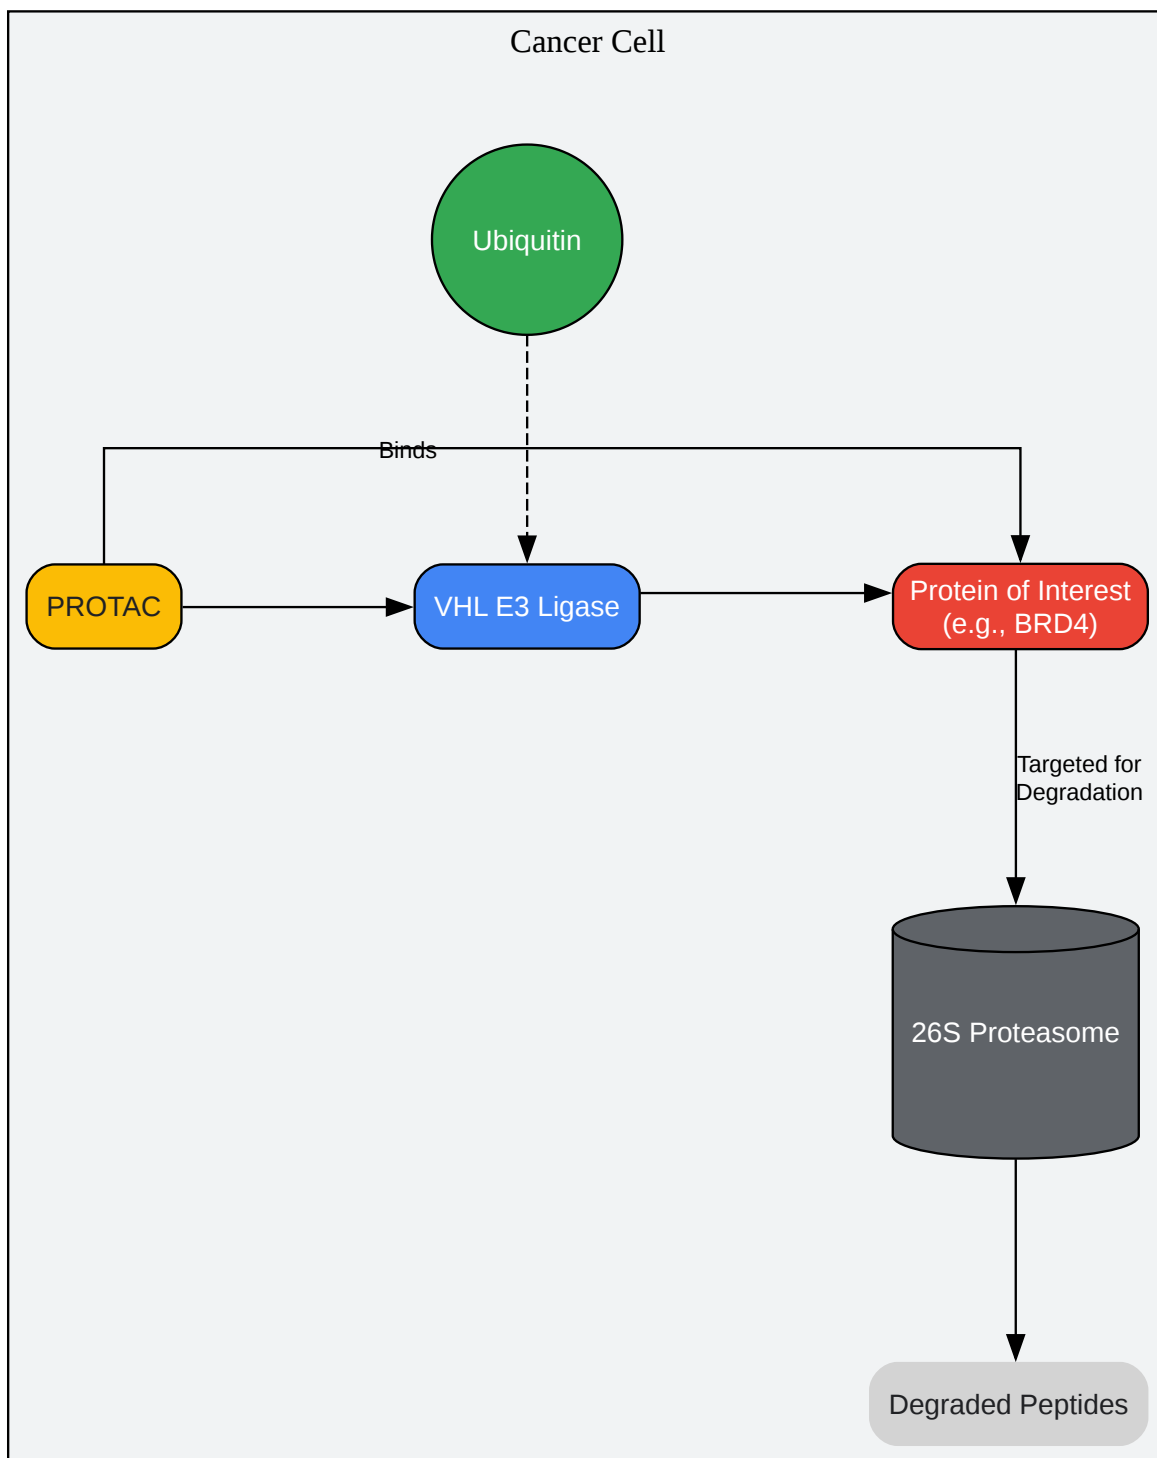 Cancer Cell
Ubiquitin
Binds
PROTAC
VHL E3 Ligase
Protein of Interest
(e.g., BRD4)
Targeted for
Degradation
26S Proteasome
Degraded Peptides